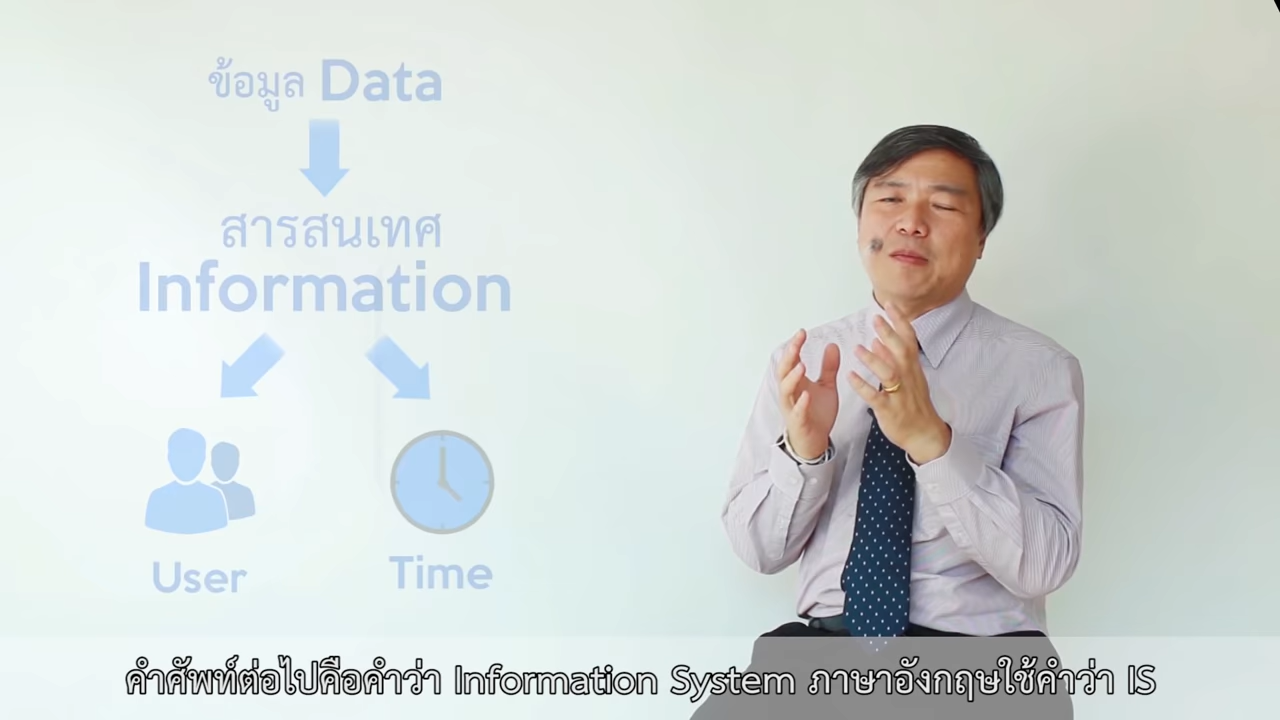 ข้อมูล Data
สารสนเทศ
Information
User
Time
คำศัพท์ต่อไปคือคำว่า Information System ภาษาอังกฤษใช้คำว่า IS